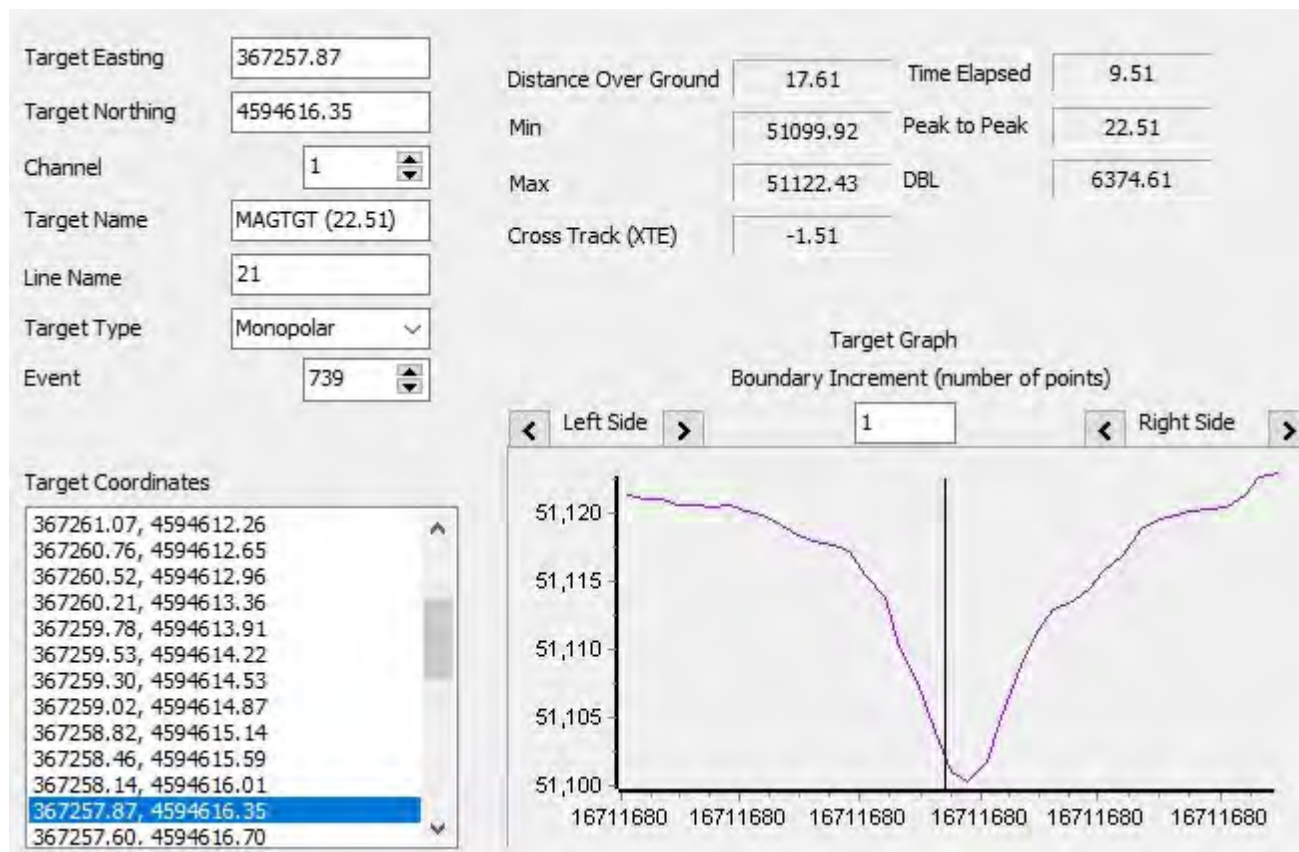 Target Easting 367257.87
Target Northing 4594616.35
Channel 1
Target Name MAGTGT (22.51)
Line Name 21
Target Type Monopolar
Event 739
Distance Over Ground 17.61 Time Elapsed 9.51
Min 51099.92 Peak to Peak 22.51
Max 51122.43 DBL 6374.61
Cross Track (XTE) -1.51
Target Coordinates
367261.07, 4594612.26
367260.76, 4594612.65
367260.52, 4594612.96
367260.21, 4594613.36
367259.78, 4594613.91
367259.53, 4594614.22
367259.30, 4594614.53
367259.02, 4594614.87
367258.82, 4594615.14
367258.46, 4594615.59
367258.14, 4594616.01
367257.87, 4594616.35
367257.60, 4594616.70
Target Graph
Boundary Increment (number of points)
< Left Side > 1 < Right Side >
51,120
51,115
51,110
51,105
51,100
16711680 16711680 16711680 16711680 16711680 16711680